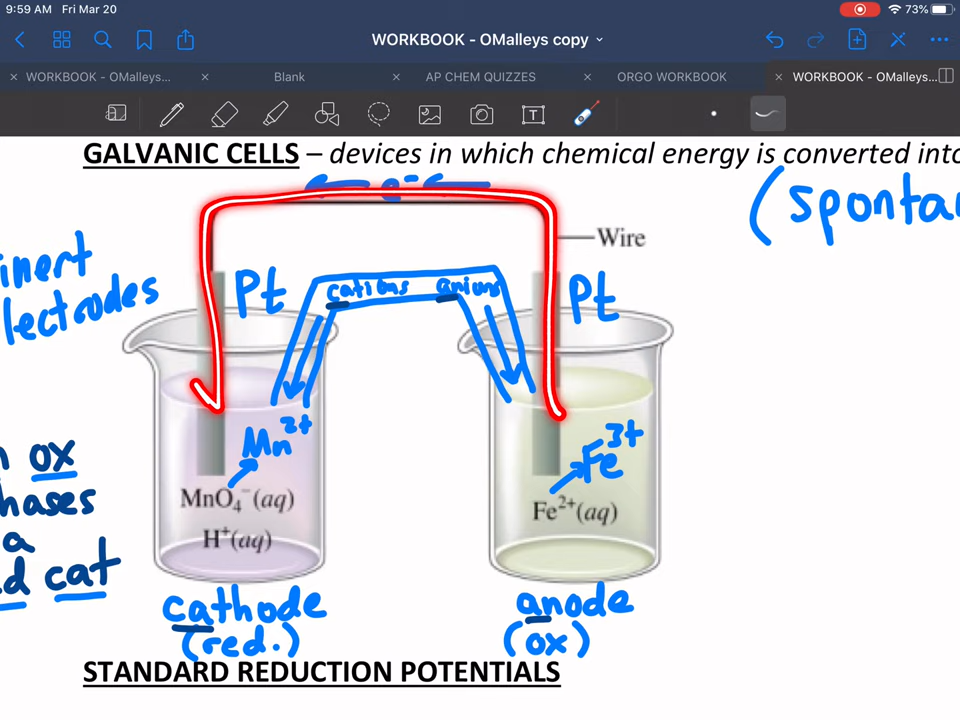 9:59 AM Fri Mar 20
73%
WORKBOOK - OMalleys copy
WORKBOOK - OMalleys...
Blank
AP CHEM QUIZZES
ORGO WORKBOOK
WORKBOOK - OMalleys...
GALVANIC CELLS – devices in which chemical energy is converted into
(sponta
e⁻
Wire
inert
lectrodes
Pt
cations anions
Pt
Mn²⁺
Fe³⁺
ox
hases
a
cat
MnO₄⁻(aq)
H⁺(aq)
Fe²⁺(aq)
cathode
(red.)
anode
(ox)
STANDARD REDUCTION POTENTIALS